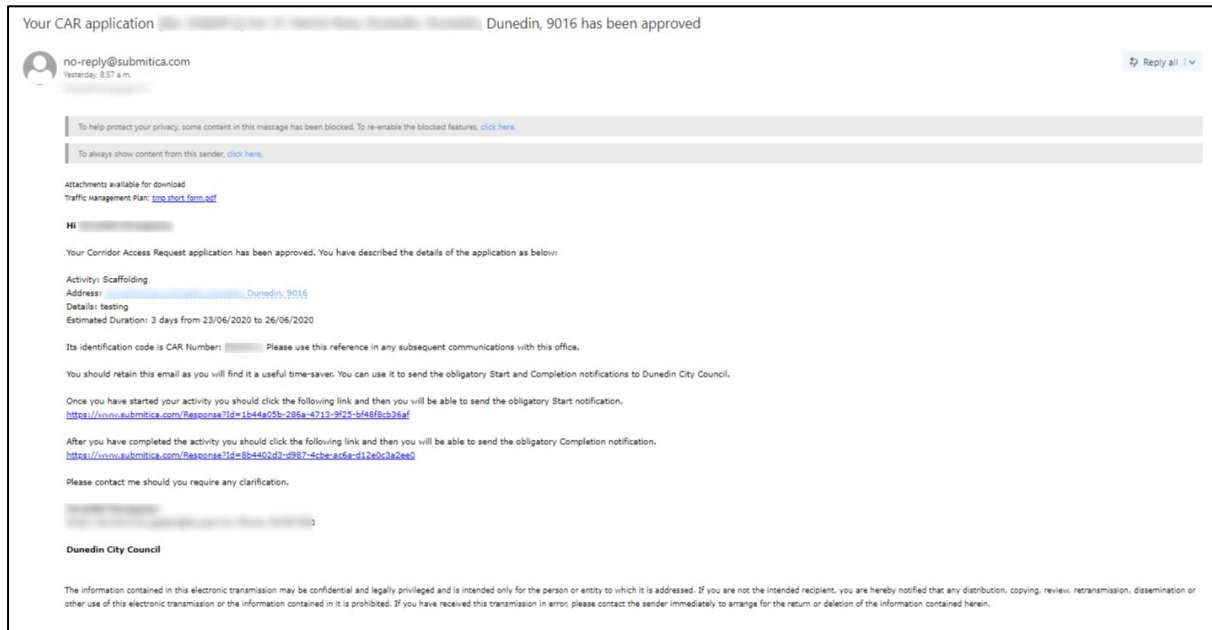 Your CAR application Dunedin, 9016 has been approved
no-reply@submitica.com
Reply all
Yesterday, 8:57 a.m.
To help protect your privacy, some content in this message has been blocked. To re-enable the blocked features, click here.
To always show content from this sender, click here.
Attachments available for download
Traffic Management Plan: tmp short form.pdf
Hi
Your Corridor Access Request application has been approved. You have described the details of the application as below:
Activity: Scaffolding
Address: Dunedin, 9016
Details: testing
Estimated Duration: 3 days from 23/06/2020 to 26/06/2020
Its identification code is CAR Number: Please use this reference in any subsequent communications with this office.
You should retain this email as you will find it a useful time-saver. You can use it to send the obligatory Start and Completion notifications to Dunedin City Council.
Once you have started your activity you should click the following link and then you will be able to send the obligatory Start notification.
https://www.submitica.com/Response?Id=1b44a05b-286a-4713-9f25-bf48f8cb36af
After you have completed the activity you should click the following link and then you will be able to send the obligatory Completion notification.
https://www.submitica.com/Response?Id=8b4402d3-d987-4cbe-ac6a-d12e0c3a2ee0
Please contact me should you require any clarification.
Dunedin City Council
The information contained in this electronic transmission may be confidential and legally privileged and is intended only for the person or entity to which it is addressed. If you are not the intended recipient, you are hereby notified that any distribution, copying, review, retransmission, dissemination or
other use of this electronic transmission or the information contained in it is prohibited. If you have received this transmission in error, please contact the sender immediately to arrange for the return or deletion of the information contained herein.